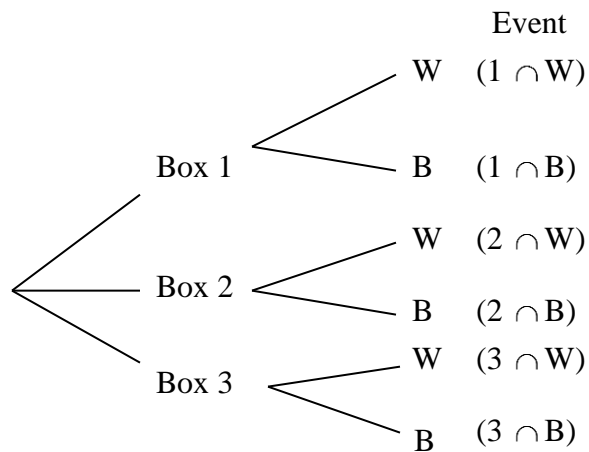 Event
W (1 ∩ W)
Box 1
B (1 ∩ B)
W (2 ∩ W)
Box 2
B (2 ∩ B)
W (3 ∩ W)
Box 3
B (3 ∩ B)